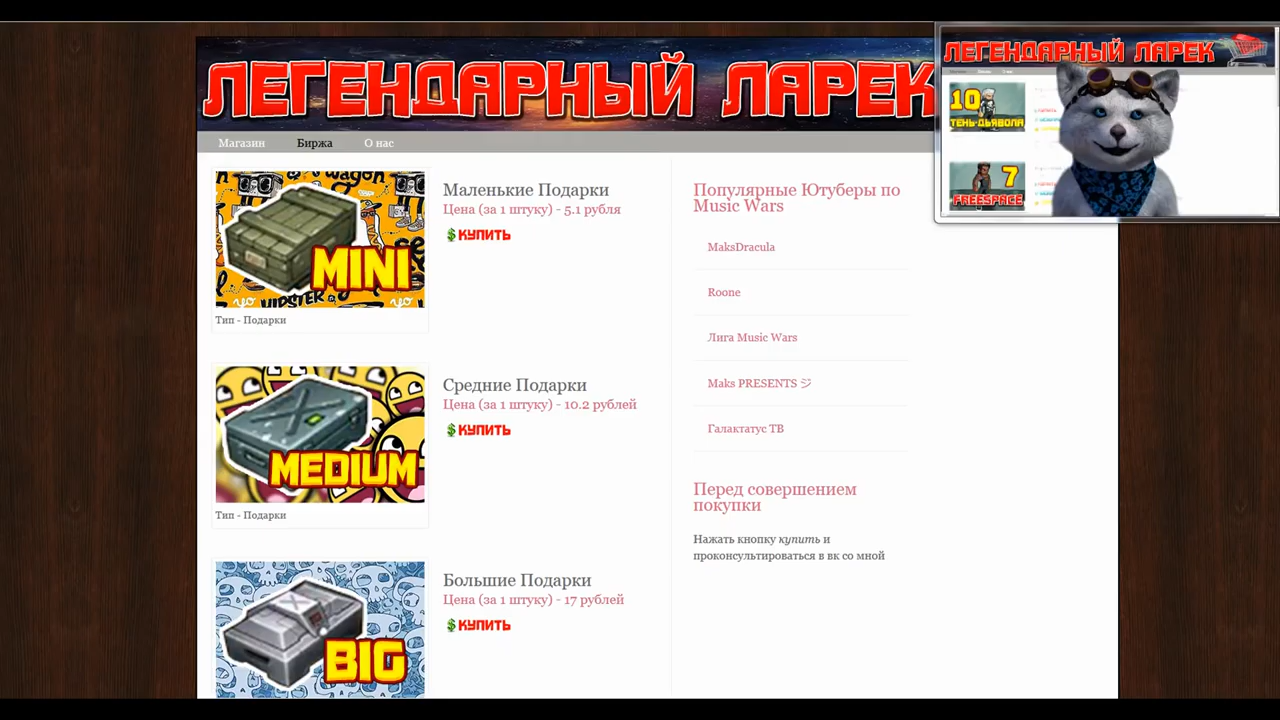 ЛЕГЕНДАРНЫЙ ЛАРЕК
Магазин Биржа О нас
MINI
Тип - Подарки
Маленькие Подарки
Цена (за 1 штуку) - 5.1 рубля
$ КУПИТЬ
MEDIUM
Тип - Подарки
Средние Подарки
Цена (за 1 штуку) - 10.2 рублей
$ КУПИТЬ
BIG
Большие Подарки
Цена (за 1 штуку) - 17 рублей
$ КУПИТЬ
Популярные Ютуберы по
Music Wars
MaksDracula
Roone
Лига Music Wars
Maks PRESENTS ジ
Галактатус ТВ
Перед совершением
покупки
Нажать кнопку купить и
проконсультироваться в вк со мной
ЛЕГЕНДАРНЫЙ ЛАРЕК
10
ТЕНЬ-ДЬЯВОЛА
7
FREESPACE